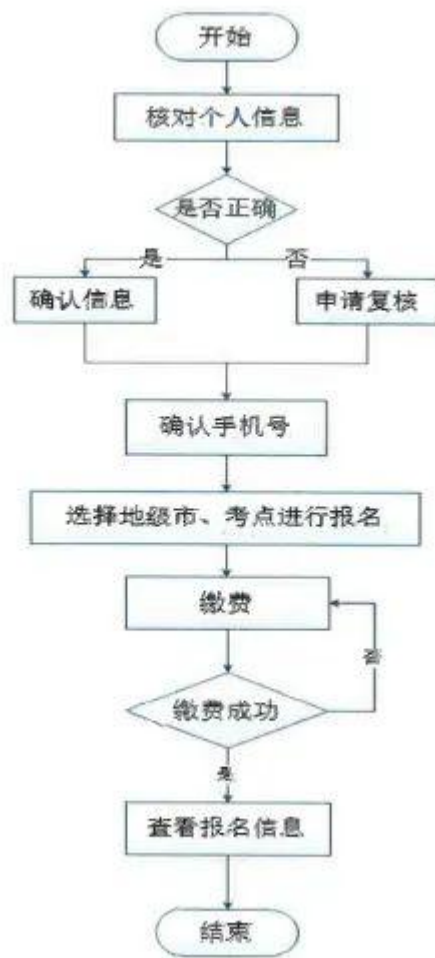 开始
核对个人信息
是否正确
是
否
确认信息
申请复核
确认手机号
选择地级市、考点进行报名
缴费
否
缴费成功
是
查看报名信息
结束